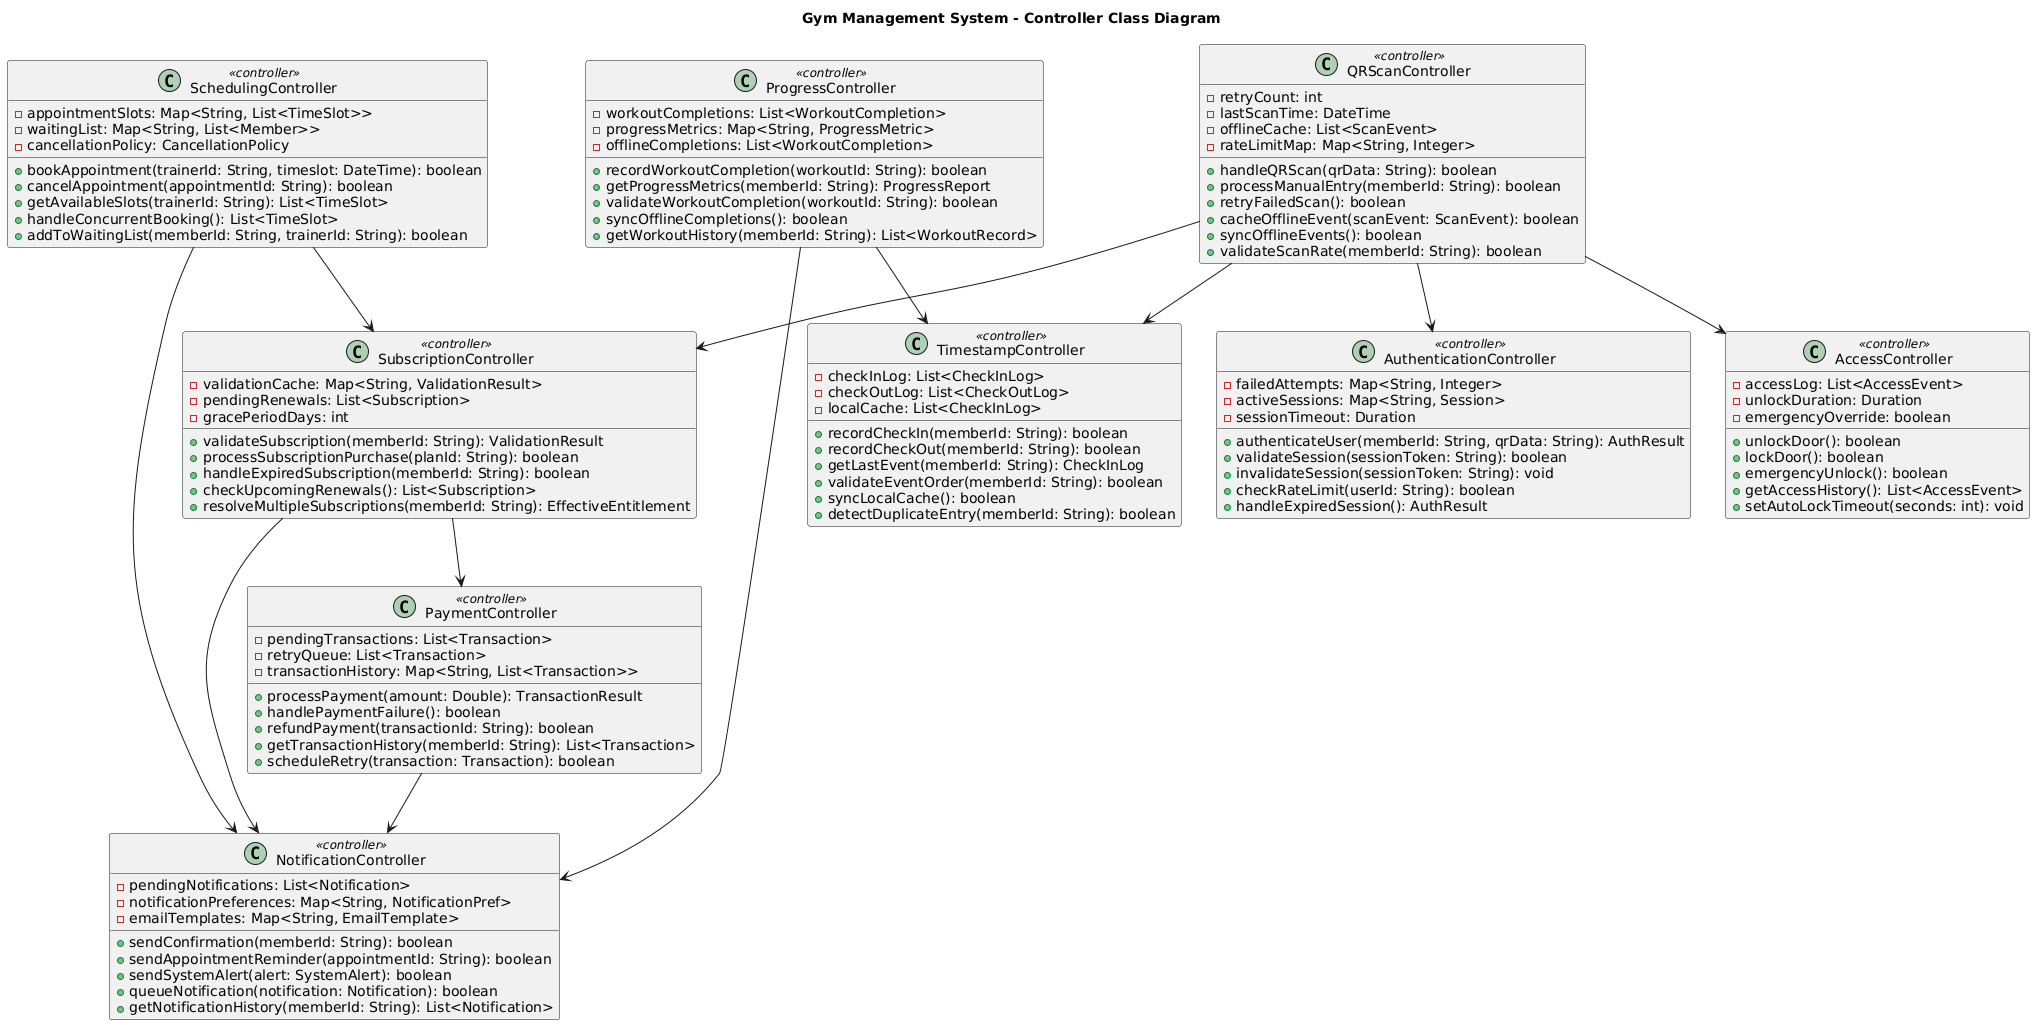 Gym Management System - Controller Class Diagram
«controller»
SchedulingController
appointmentSlots: Map<String, List<TimeSlot>>
waitingList: Map<String, List<Member>>
cancellationPolicy: CancellationPolicy
bookAppointment(trainerId: String, timeslot: DateTime): boolean
cancelAppointment(appointmentId: String): boolean
getAvailableSlots(trainerId: String): List<TimeSlot>
handleConcurrentBooking(): List<TimeSlot>
addToWaitingList(memberId: String, trainerId: String): boolean
«controller»
ProgressController
workoutCompletions: List<WorkoutCompletion>
progressMetrics: Map<String, ProgressMetric>
offlineCompletions: List<WorkoutCompletion>
recordWorkoutCompletion(workoutId: String): boolean
getProgressMetrics(memberId: String): ProgressReport
validateWorkoutCompletion(workoutId: String): boolean
syncOfflineCompletions(): boolean
getWorkoutHistory(memberId: String): List<WorkoutRecord>
«controller»
QRScanController
retryCount: int
lastScanTime: DateTime
offlineCache: List<ScanEvent>
rateLimitMap: Map<String, Integer>
handleQRScan(qrData: String): boolean
processManualEntry(memberId: String): boolean
retryFailedScan(): boolean
cacheOfflineEvent(scanEvent: ScanEvent): boolean
syncOfflineEvents(): boolean
validateScanRate(memberId: String): boolean
«controller»
SubscriptionController
validationCache: Map<String, ValidationResult>
pendingRenewals: List<Subscription>
gracePeriodDays: int
validateSubscription(memberId: String): ValidationResult
processSubscriptionPurchase(planId: String): boolean
handleExpiredSubscription(memberId: String): boolean
checkUpcomingRenewals(): List<Subscription>
resolveMultipleSubscriptions(memberId: String): EffectiveEntitlement
«controller»
TimestampController
checkInLog: List<CheckInLog>
checkOutLog: List<CheckOutLog>
localCache: List<CheckInLog>
recordCheckIn(memberId: String): boolean
recordCheckOut(memberId: String): boolean
getLastEvent(memberId: String): CheckInLog
validateEventOrder(memberId: String): boolean
syncLocalCache(): boolean
detectDuplicateEntry(memberId: String): boolean
«controller»
AuthenticationController
failedAttempts: Map<String, Integer>
activeSessions: Map<String, Session>
sessionTimeout: Duration
authenticateUser(memberId: String, qrData: String): AuthResult
validateSession(sessionToken: String): boolean
invalidateSession(sessionToken: String): void
checkRateLimit(userId: String): boolean
handleExpiredSession(): AuthResult
«controller»
AccessController
accessLog: List<AccessEvent>
unlockDuration: Duration
emergencyOverride: boolean
unlockDoor(): boolean
lockDoor(): boolean
emergencyUnlock(): boolean
getAccessHistory(): List<AccessEvent>
setAutoLockTimeout(seconds: int): void
«controller»
PaymentController
pendingTransactions: List<Transaction>
retryQueue: List<Transaction>
transactionHistory: Map<String, List<Transaction>>
processPayment(amount: Double): TransactionResult
handlePaymentFailure(): boolean
refundPayment(transactionId: String): boolean
getTransactionHistory(memberId: String): List<Transaction>
scheduleRetry(transaction: Transaction): boolean
«controller»
NotificationController
pendingNotifications: List<Notification>
notificationPreferences: Map<String, NotificationPref>
emailTemplates: Map<String, EmailTemplate>
sendConfirmation(memberId: String): boolean
sendAppointmentReminder(appointmentId: String): boolean
sendSystemAlert(alert: SystemAlert): boolean
queueNotification(notification: Notification): boolean
getNotificationHistory(memberId: String): List<Notification>